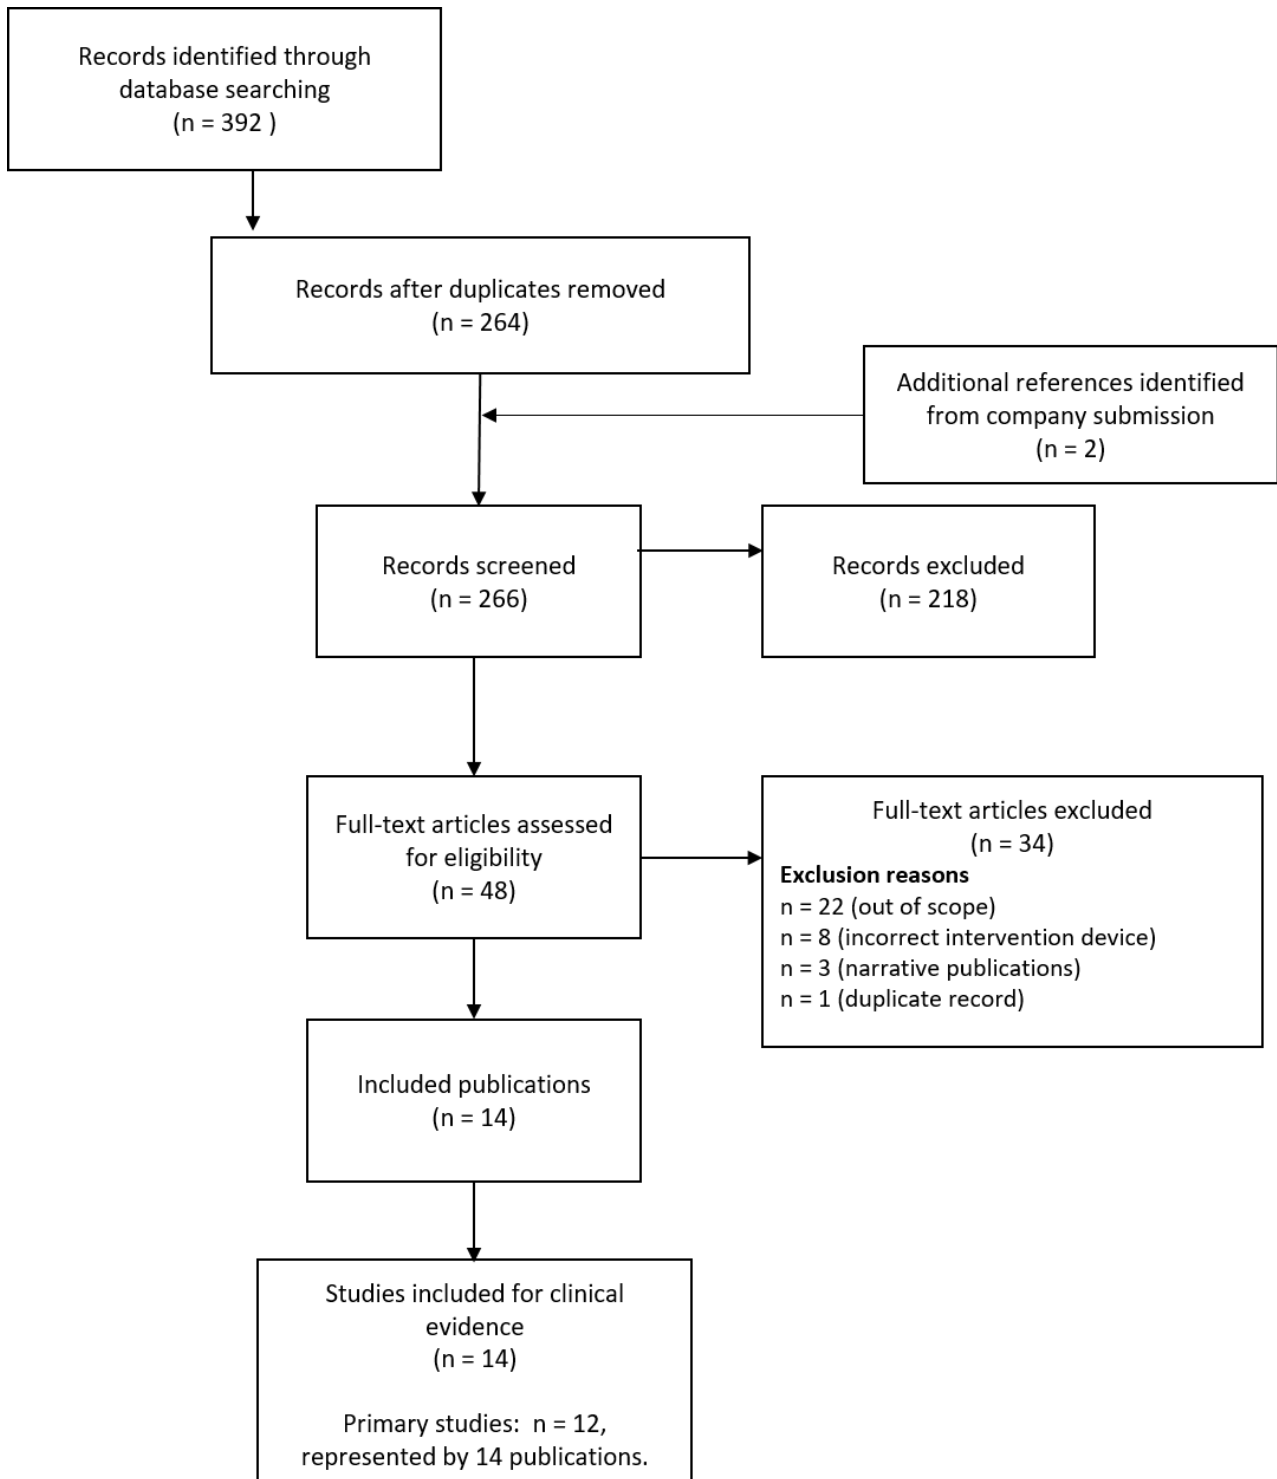 Records identified through
database searching
(n = 392 )
Records after duplicates removed
(n = 264)
Additional references identified
from company submission
(n = 2)
Records screened
(n = 266)
Records excluded
(n = 218)
Full-text articles assessed
for eligibility
(n = 48)
Full-text articles excluded
(n = 34)
Exclusion reasons
n = 22 (out of scope)
n = 8 (incorrect intervention device)
n = 3 (narrative publications)
n = 1 (duplicate record)
Included publications
(n = 14)
Studies included for clinical
evidence
(n = 14)
Primary studies:  n = 12,
represented by 14 publications.